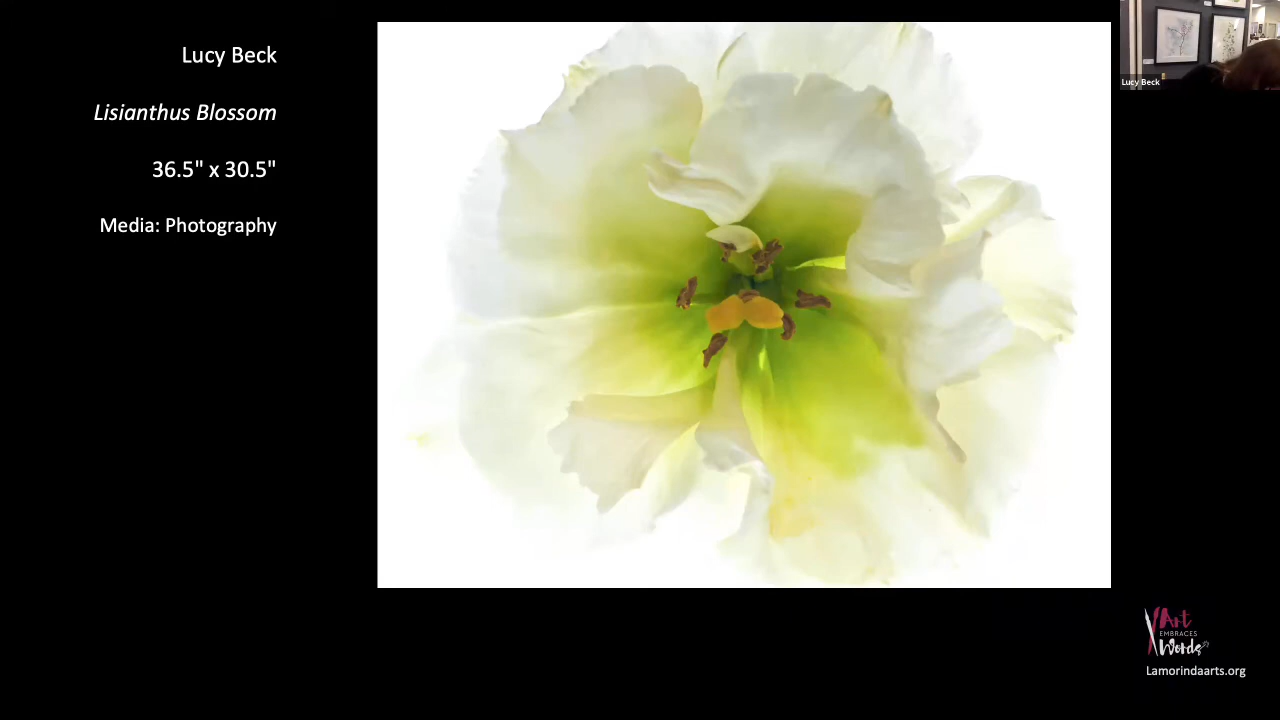 Lucy Beck
Lisianthus Blossom
36.5" x 30.5"
Media: Photography
Lucy Beck
Art
EMBRACES
Words
Lamorindaarts.org